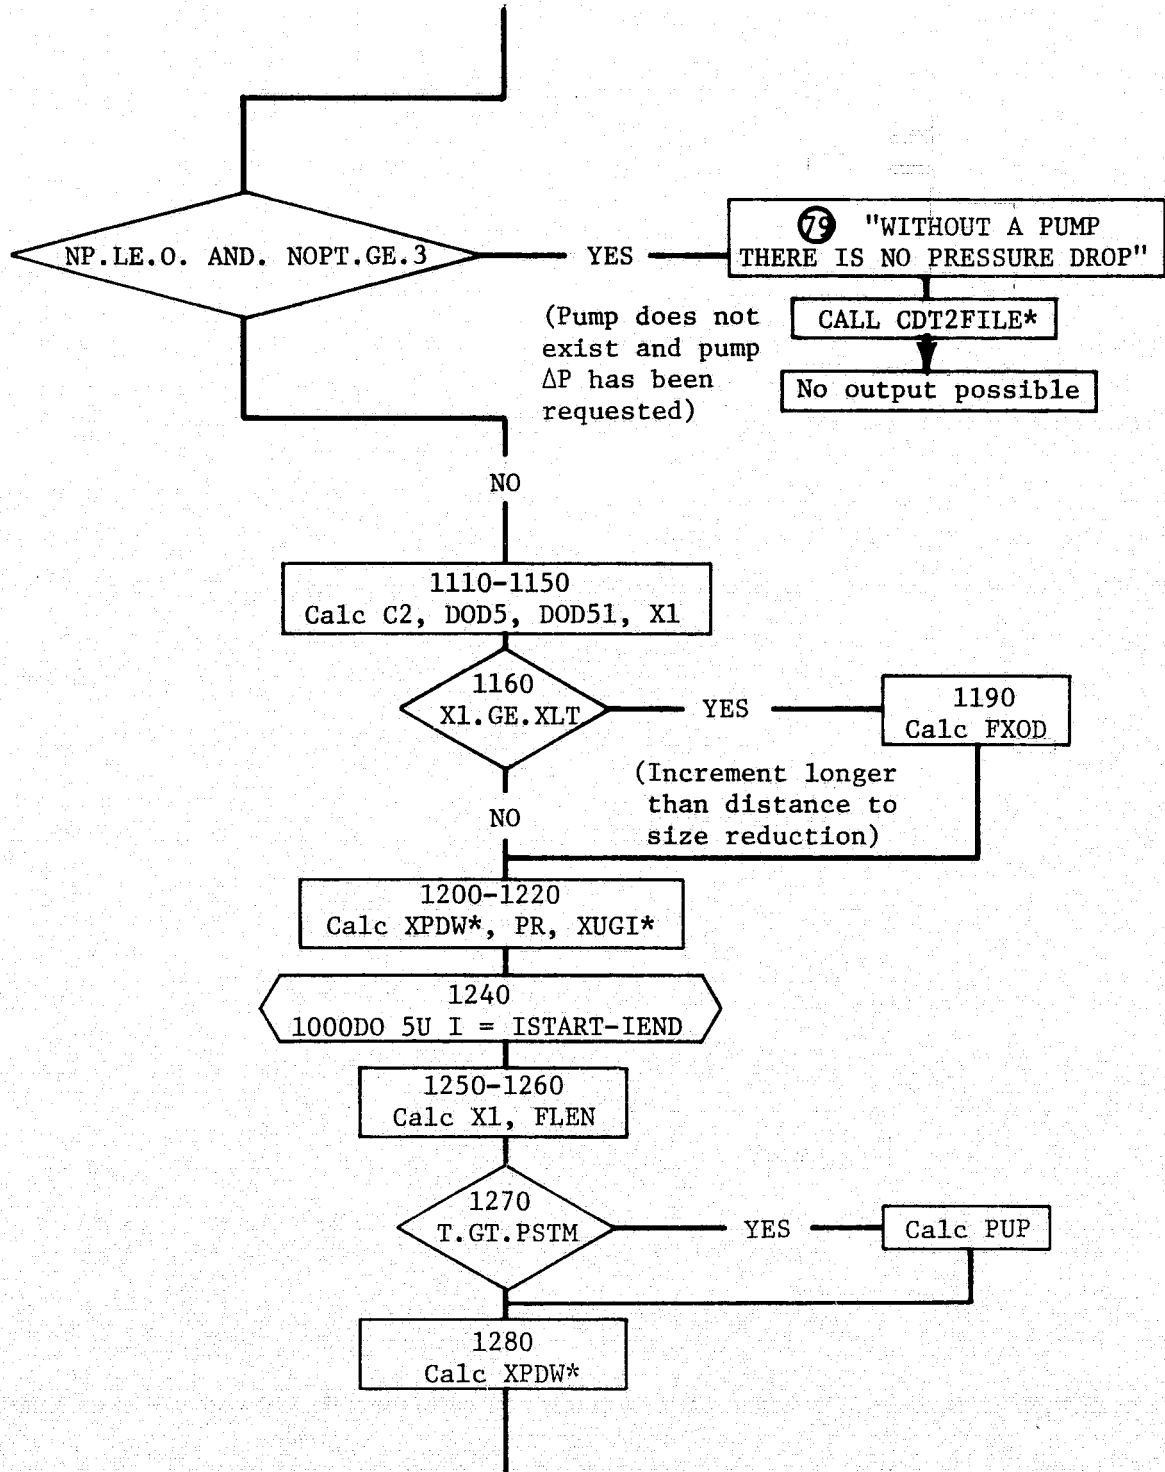 NP.LE.O. AND. NOPT.GE.3
YES
79 "WITHOUT A PUMP
THERE IS NO PRESSURE DROP"
CALL CDT2FILE*
No output possible
(Pump does not
exist and pump
ΔP has been
requested)
NO
1110-1150
Calc C2, DOD5, DOD51, X1
1160
X1.GE.XLT
YES
1190
Calc FXOD
(Increment longer
than distance to
size reduction)
NO
1200-1220
Calc XPDW*, PR, XUGI*
1240
1000DO 5U I = ISTART-IEND
1250-1260
Calc X1, FLEN
1270
T.GT.PSTM
YES
Calc PUP
1280
Calc XPDW*